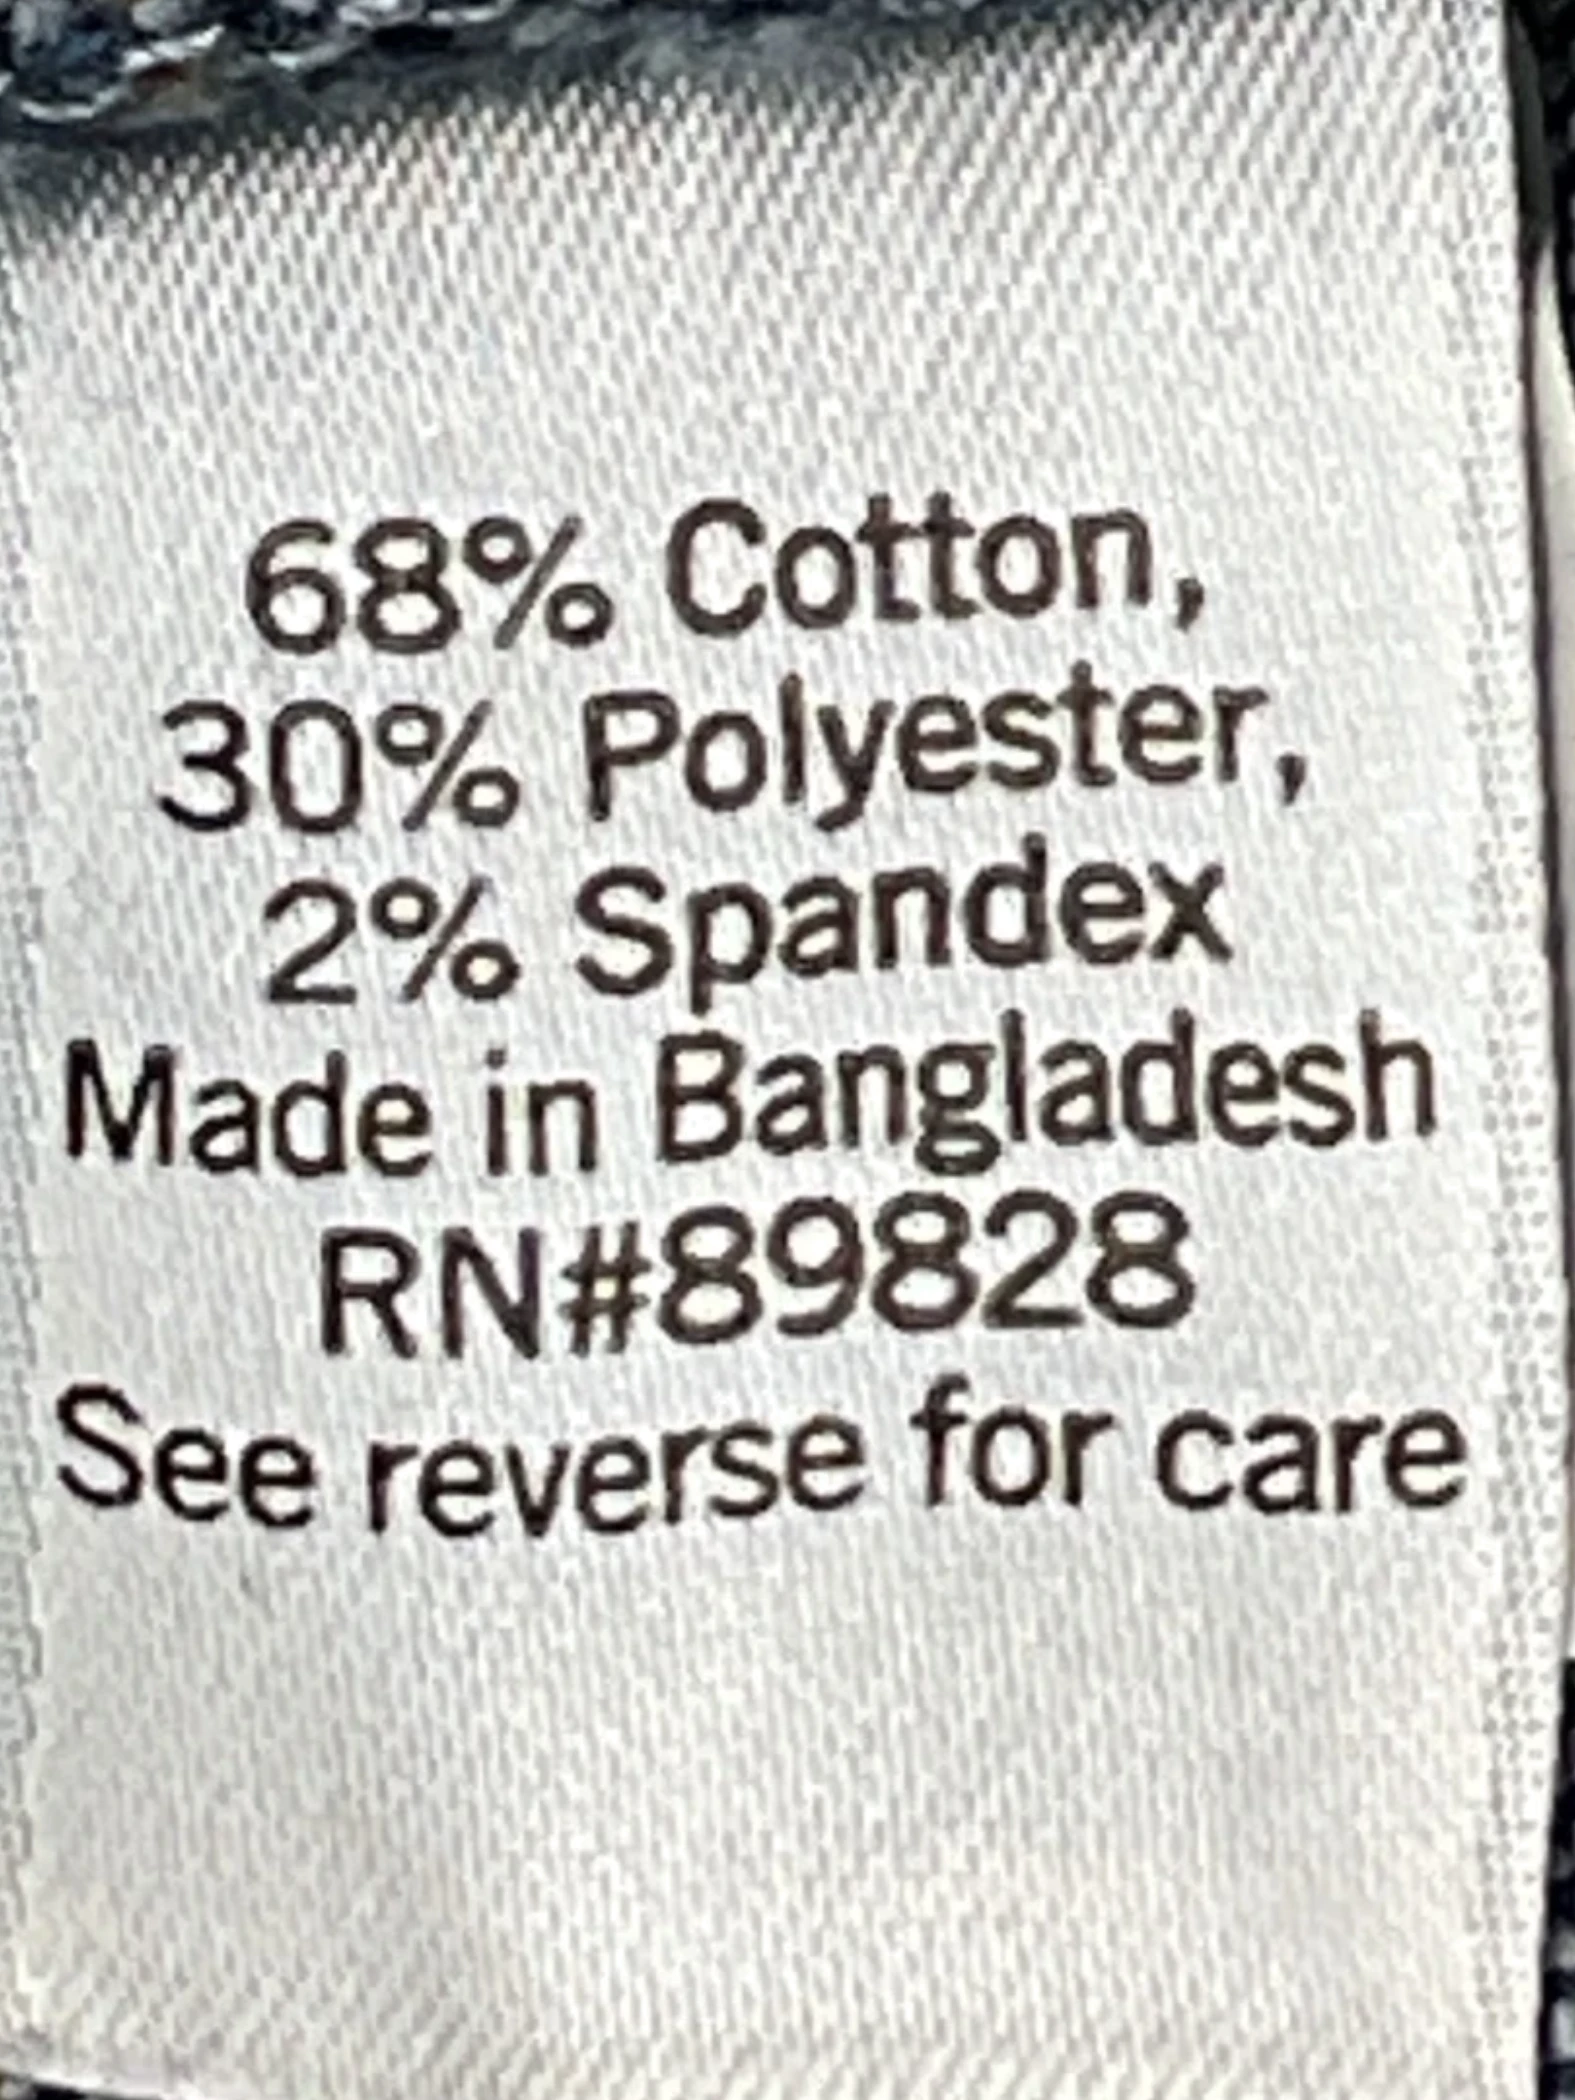 68% Cotton,
30% Polyester,
2% Spandex
Made in Bangladesh
RN#89828
See reverse for care